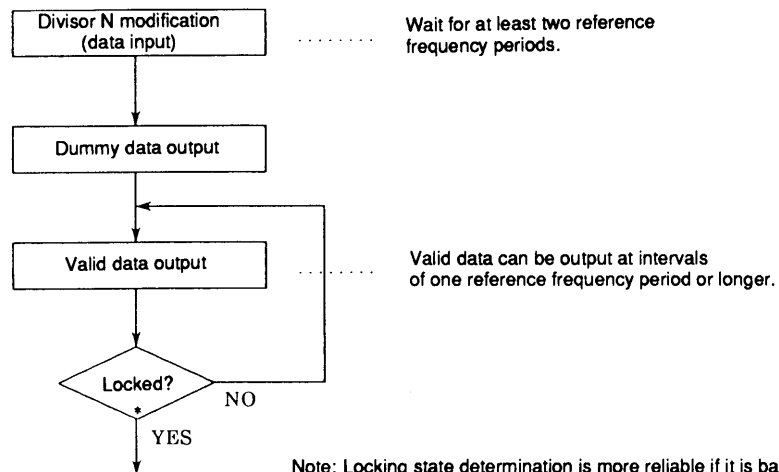 Divisor N modification
(data input)
. . . . . . .
Wait for at least two reference
frequency periods.
Dummy data output
Valid data output
. . . . . . .
Valid data can be output at intervals
of one reference frequency period or longer.
Locked?
*
NO
YES
Note: Locking state determination is more reliable if it is ba